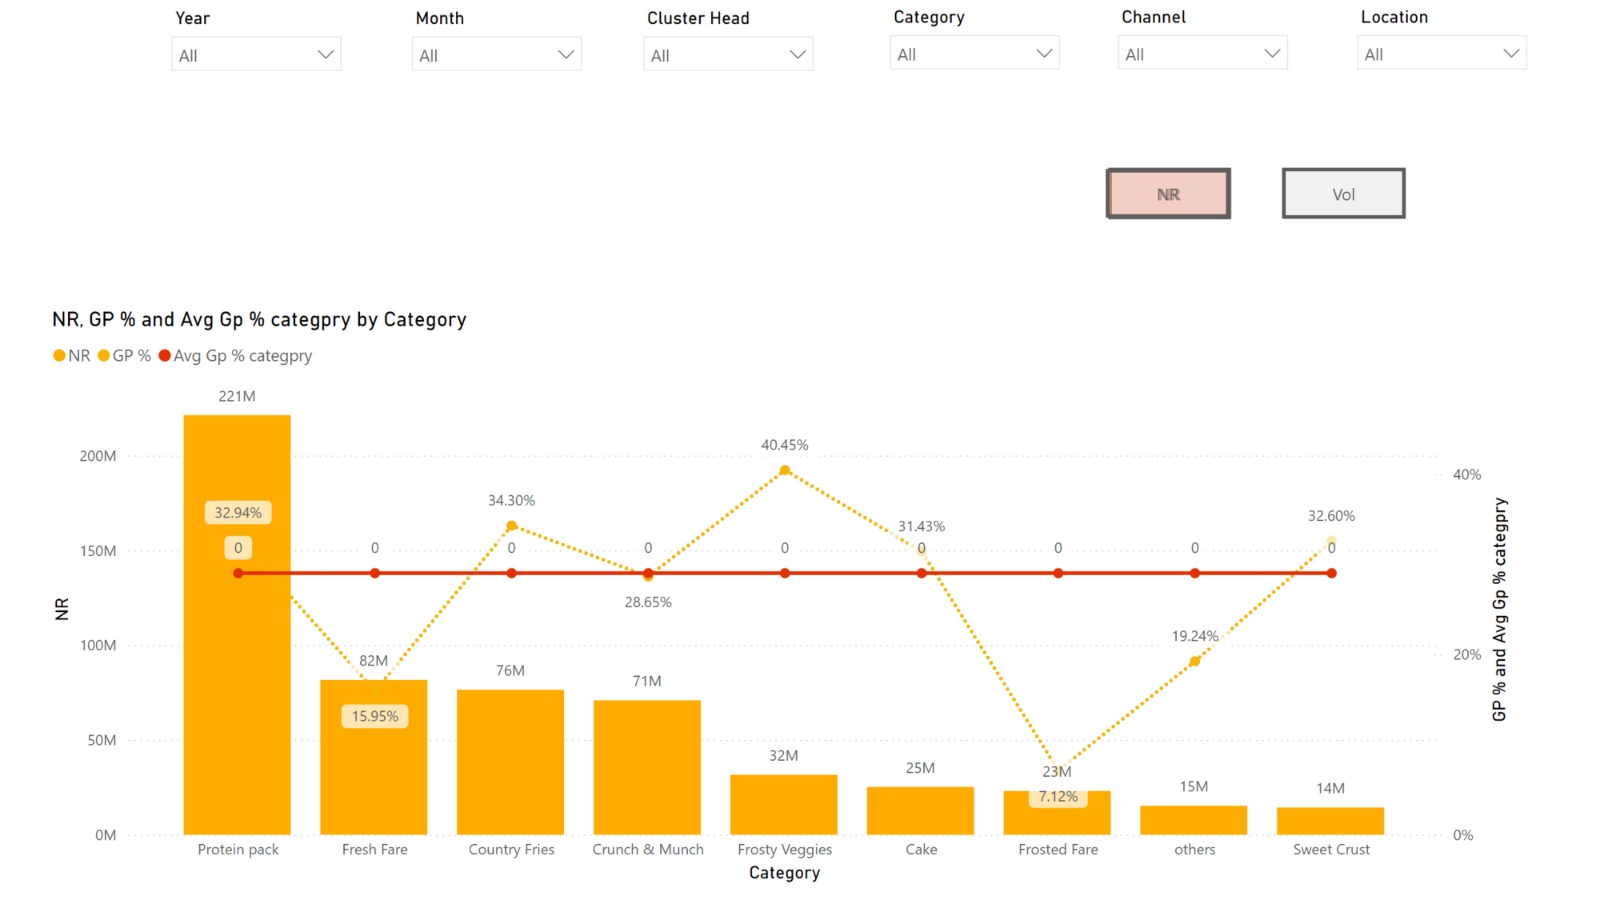 Year Month Cluster Head Category Channel Location
All All All All All All
NR Vol
NR, GP % and Avg Gp % categpry by Category
NR GP % Avg Gp % categpry
221M
40.45%
200M
40%
34.30%
32.94%
32.60%
31.43%
150M
0 0 0 0 0 0 0 0 0
28.65%
NR
GP % and Avg Gp % categpry
19.24%
100M
20%
82M
76M
71M
15.95%
50M
32M
25M
23M
15M
14M
7.12%
0M
0%
Protein pack Fresh Fare Country Fries Crunch & Munch Frosty Veggies Cake Frosted Fare others Sweet Crust
Category